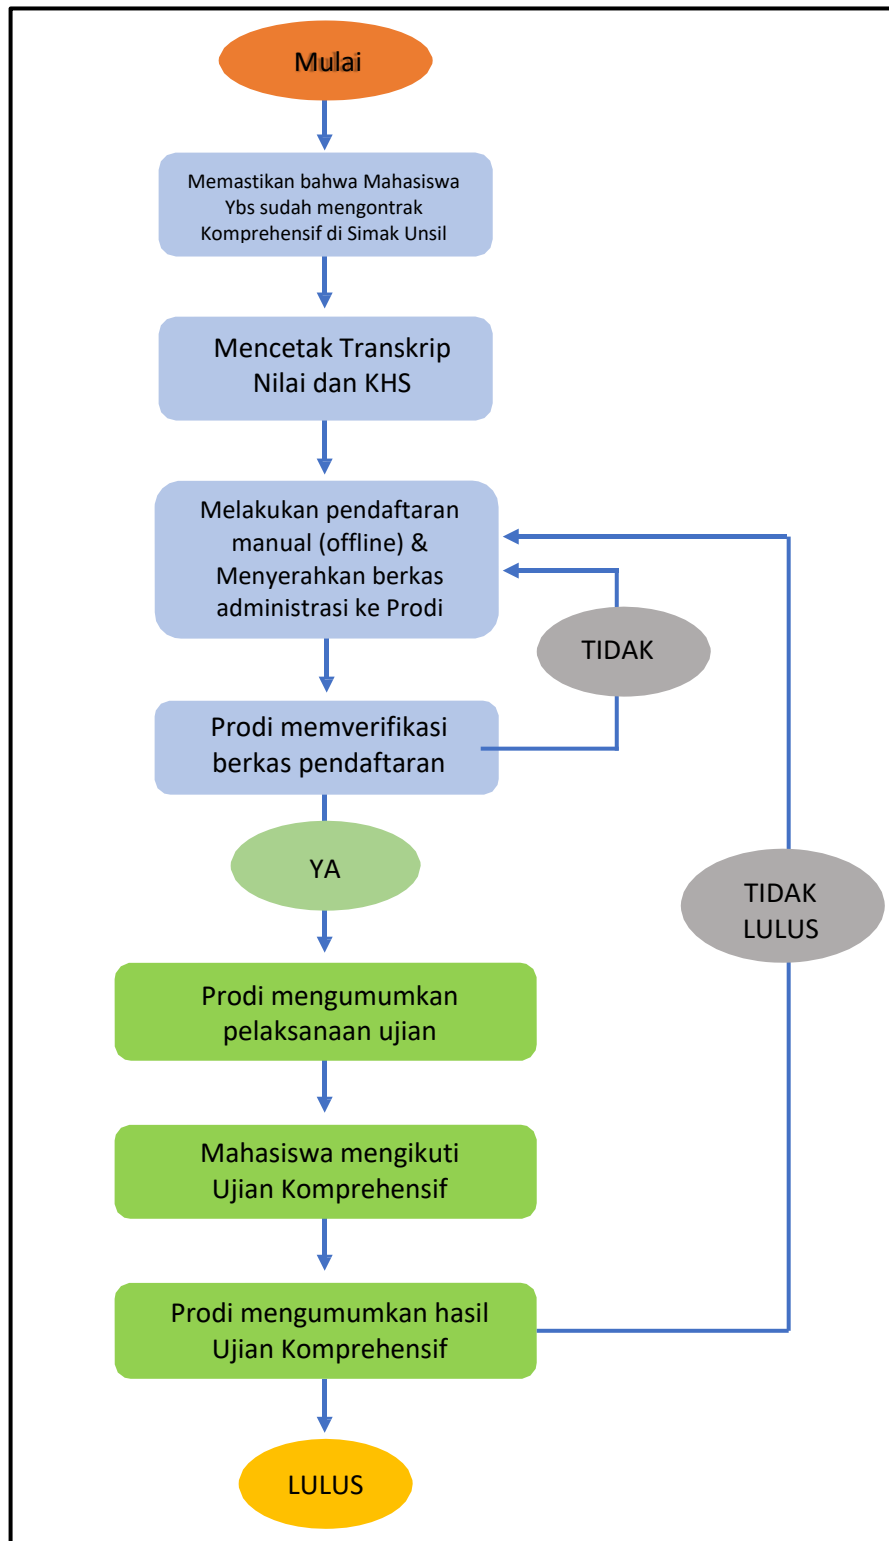 Mulai
Memastikan bahwa Mahasiswa
Ybs sudah mengontrak
Komprehensif di Simak Unsil
Mencetak Transkrip
Nilai dan KHS
Melakukan pendaftaran
manual (offline) &
Menyerahkan berkas
administrasi ke Prodi
TIDAK
Prodi memverifikasi
berkas pendaftaran
YA
TIDAK
LULUS
Prodi mengumumkan
pelaksanaan ujian
Mahasiswa mengikuti
Ujian Komprehensif
Prodi mengumumkan hasil
Ujian Komprehensif
LULUS